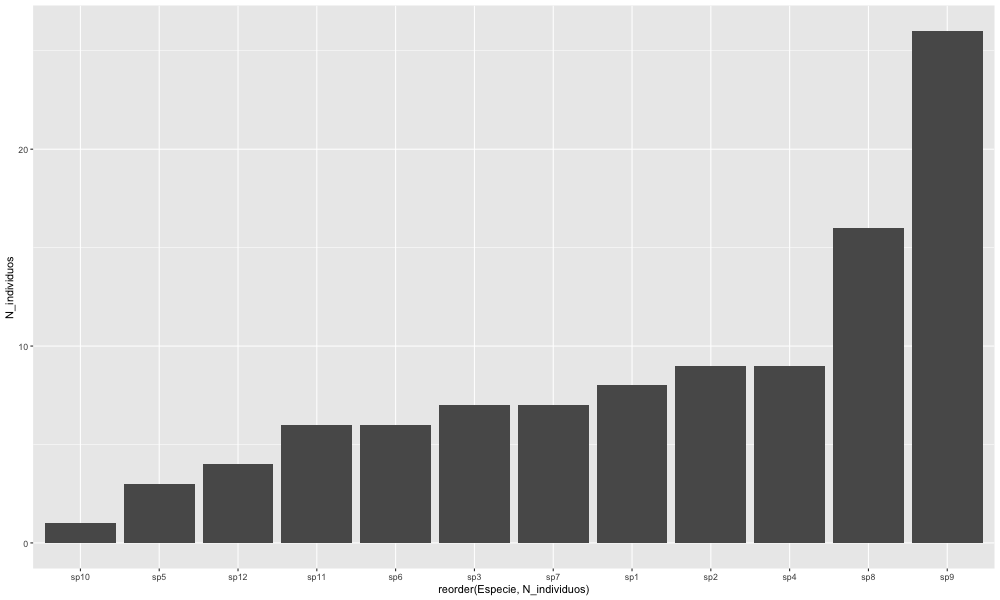 N_individuos
20
10
0
sp10 sp5 sp12 sp11 sp6 sp3 sp7 sp1 sp2 sp4 sp8 sp9
reorder(Especie, N_individuos)